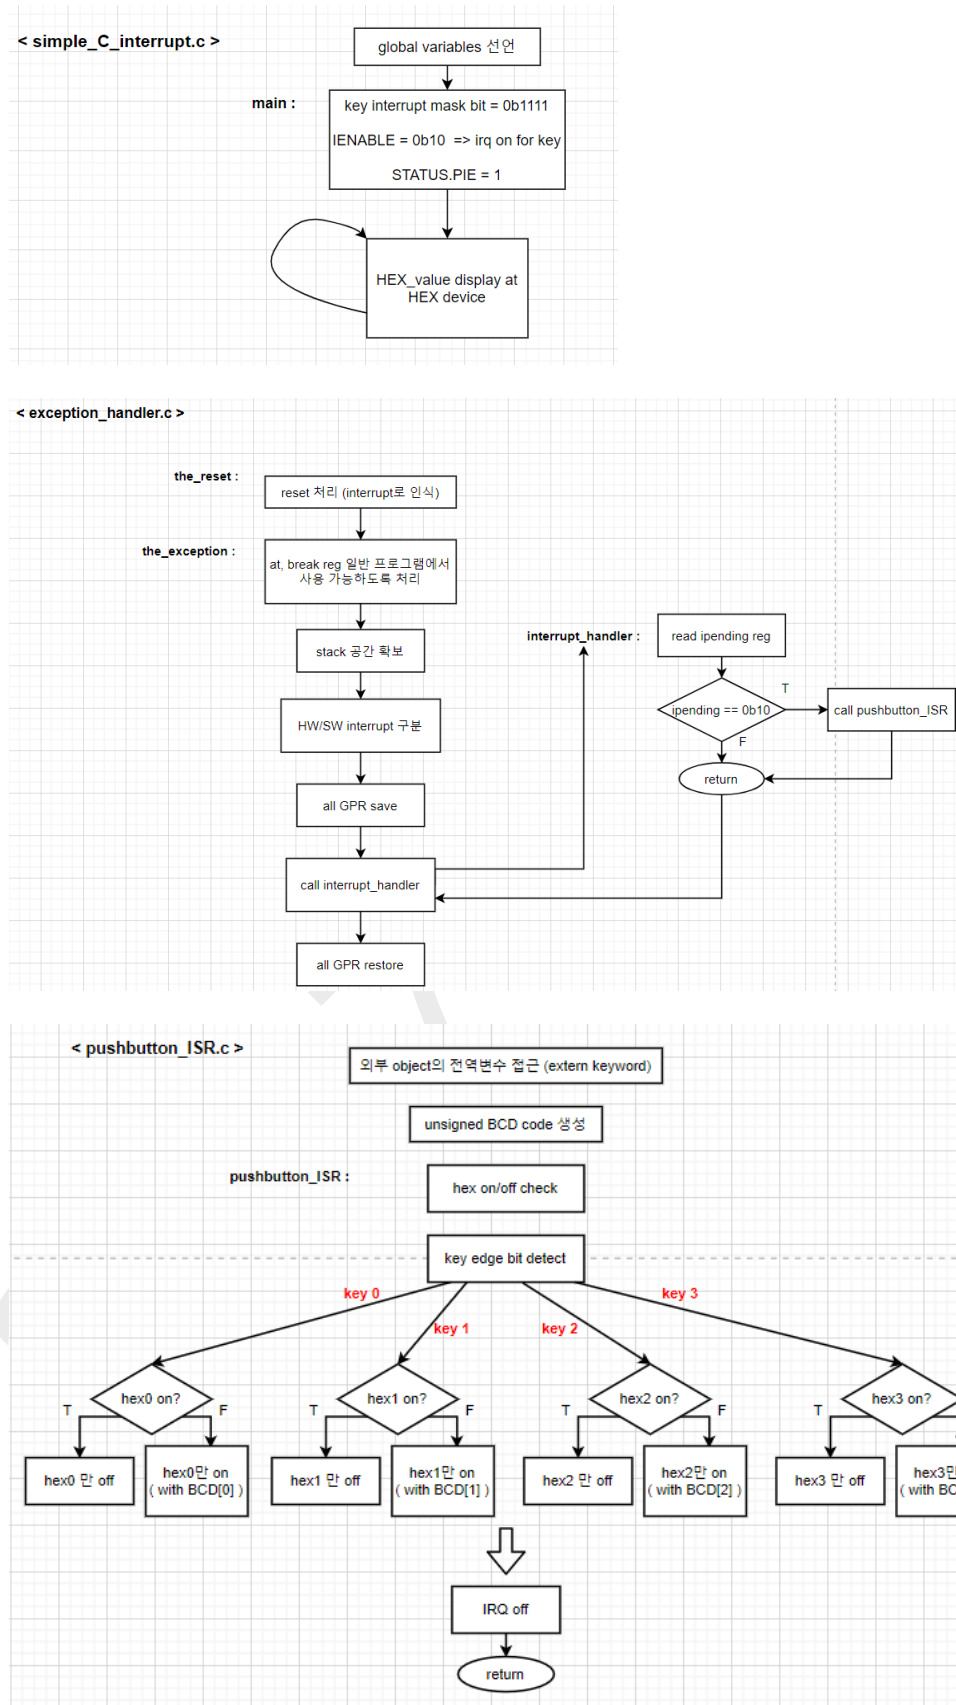 < simple_C_interrupt.c >
global variables 선언
main :
key interrupt mask bit = 0b1111
IENABLE = 0b10 => irq on for key
STATUS.PIE = 1
HEX_value display at
HEX device
< exception_handler.c >
the_reset :
reset 처리 (interrupt로 인식)
the_exception :
at, break reg 일반 프로그램에서
사용 가능하도록 처리
stack 공간 확보
HW/SW interrupt 구분
all GPR save
call interrupt_handler
all GPR restore
interrupt_handler :
read ipending reg
ipending == 0b10
T
call pushbutton_ISR
F
return
< pushbutton_ISR.c >
외부 object의 전역변수 접근 (extern keyword)
unsigned BCD code 생성
pushbutton_ISR :
hex on/off check
key edge bit detect
key 0
key 1
key 2
key 3
hex0 on?
T
F
hex0 만 off
hex0만 on
( with BCD[0] )
hex1 on?
T
F
hex1 만 off
hex1만 on
( with BCD[1] )
hex2 on?
T
F
hex2 만 off
hex2만 on
( with BCD[2] )
hex3 on?
T
hex3 만 off
( with
IRQ off
return